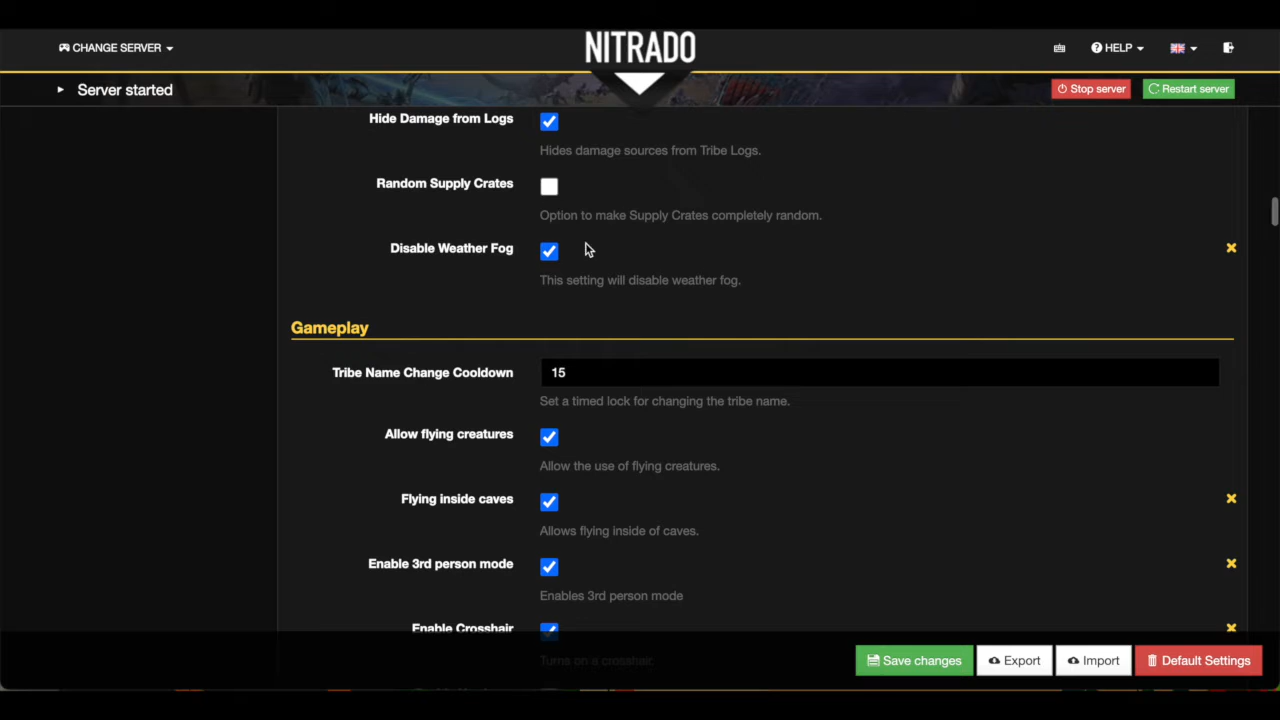 CHANGE SERVER
NITRADO
HELP
Server started
Stop server
Restart server
Hide Damage from Logs
Hides damage sources from Tribe Logs.
Random Supply Crates
Option to make Supply Crates completely random.
Disable Weather Fog
This setting will disable weather fog.
Gameplay
Tribe Name Change Cooldown
15
Set a timed lock for changing the tribe name.
Allow flying creatures
Allow the use of flying creatures.
Flying inside caves
Allows flying inside of caves.
Enable 3rd person mode
Enables 3rd person mode
Enable Crosshair
Turns on a crosshair.
Save changes
Export
Import
Default Settings